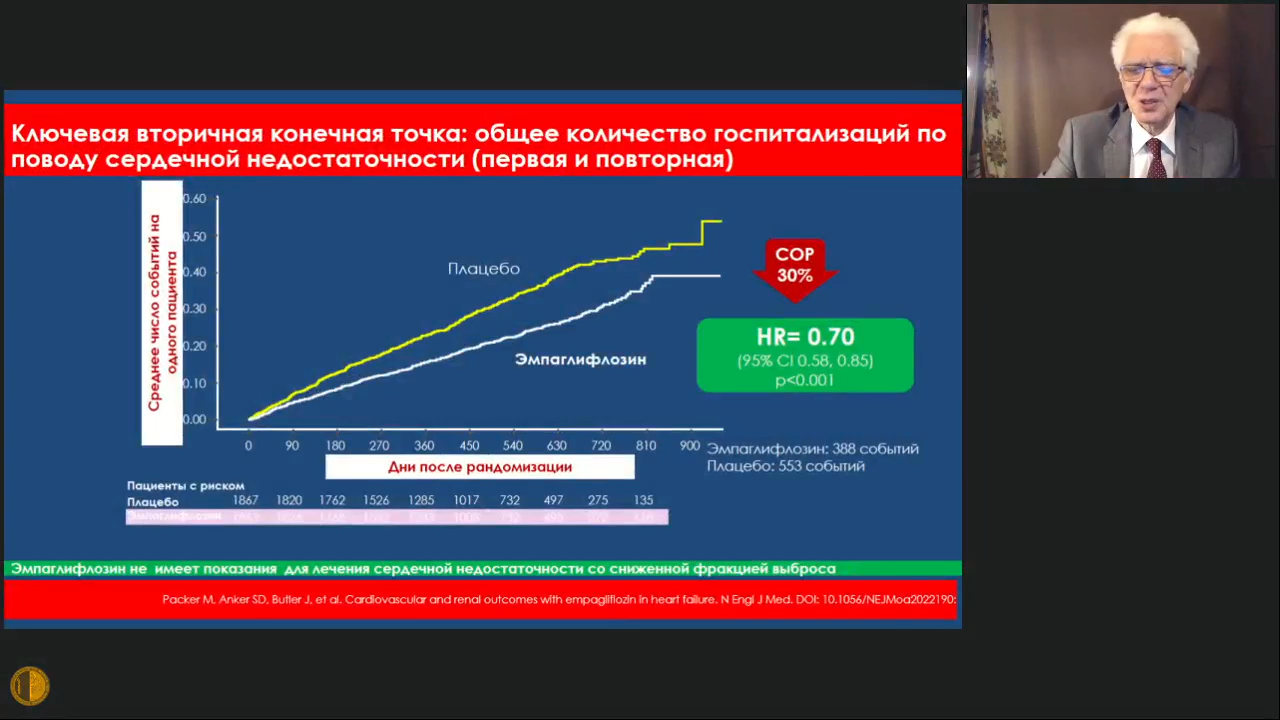 Ключевая вторичная конечная точка: общее количество госпитализаций по
поводу сердечной недостаточности (первая и повторная)
Среднее число событий на
одного пациента
0.60
0.50
0.40
0.30
0.20
0.10
0.00
Плацебо
Эмпаглифлозин
СОР
30%
HR= 0.70
(95% CI 0.58, 0.85)
p<0.001
0 90 180 270 360 450 540 630 720 810 900
Эмпаглифлозин: 388 событий
Плацебо: 553 событий
Дни после рандомизации
Пациенты с риском
Плацебо 1867 1820 1762 1526 1285 1017 732 497 275 135
Эмпаглифлозин
Эмпаглифлозин не имеет показания для лечения сердечной недостаточности со сниженной фракцией выброса
Packer M, Anker SD, Butler J, et al. Cardiovascular and renal outcomes with empagliflozin in heart failure. N Engl J Med. DOI: 10.1056/NEJMoa2022190: